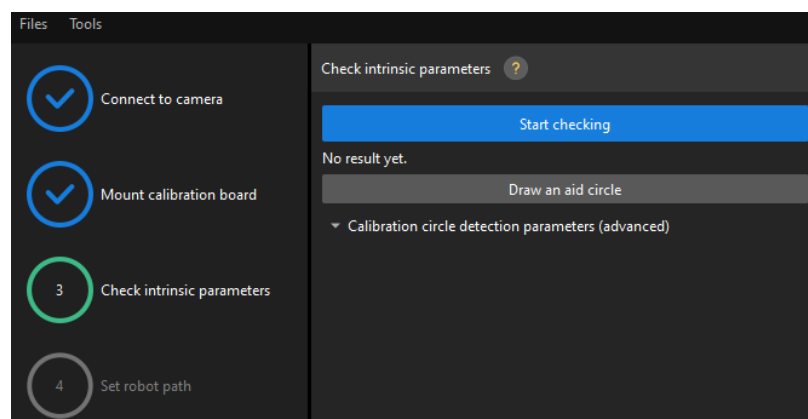 Files Tools
Connect to camera
Mount calibration board
3 Check intrinsic parameters
4 Set robot path
Check intrinsic parameters ?
Start checking
No result yet.
Draw an aid circle
Calibration circle detection parameters (advanced)